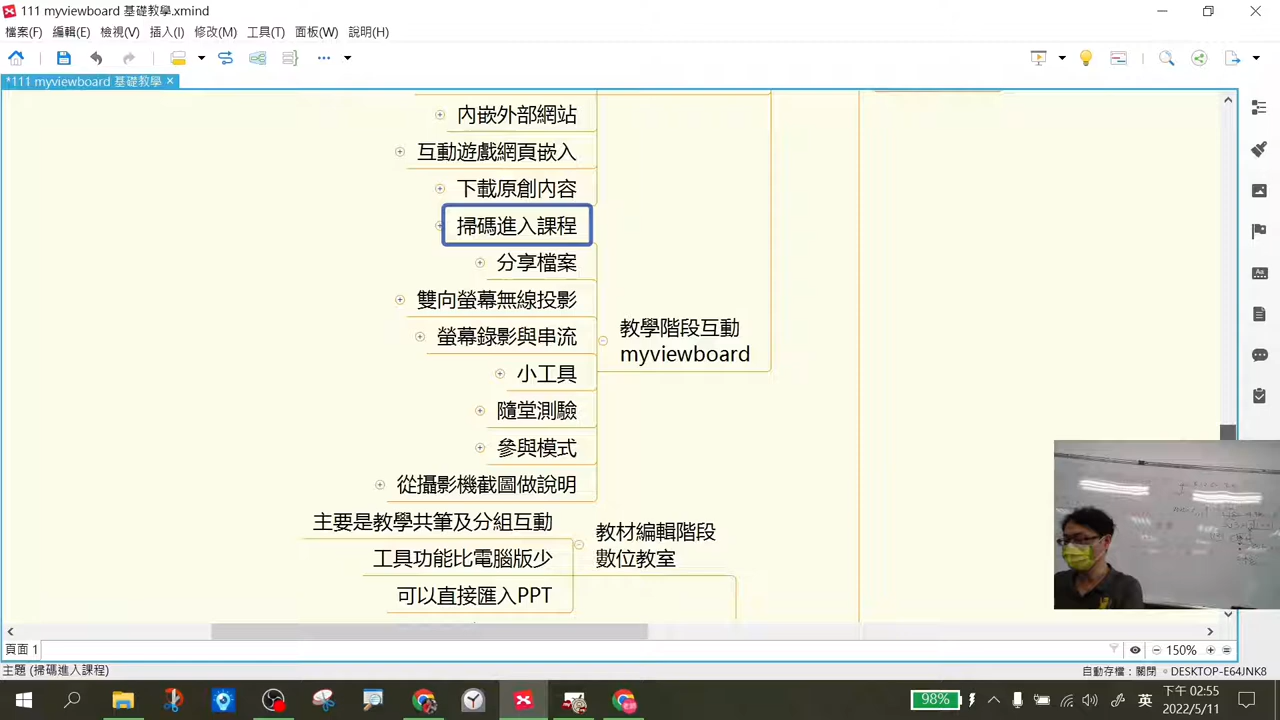 111 myviewboard 基礎教學.xmind
檔案(F) 編輯(E) 檢視(V) 插入(I) 修改(M) 工具(T) 面板(W) 說明(H)
*111 myviewboard 基礎教學
內嵌外部網站
互動遊戲網頁嵌入
下載原創內容
掃碼進入課程
分享檔案
雙向螢幕無線投影
螢幕錄影與串流
教學階段互動
myviewboard
小工具
隨堂測驗
參與模式
從攝影機截圖做說明
主要是教學共筆及分組互動
工具功能比電腦版少
可以直接匯入PPT
教材編輯階段
數位教室
頁面 1
150%
主題 (掃碼進入課程)
自動存檔：關閉
DESKTOP-E64JNK8
98%
英
下午 02:55
2022/5/11